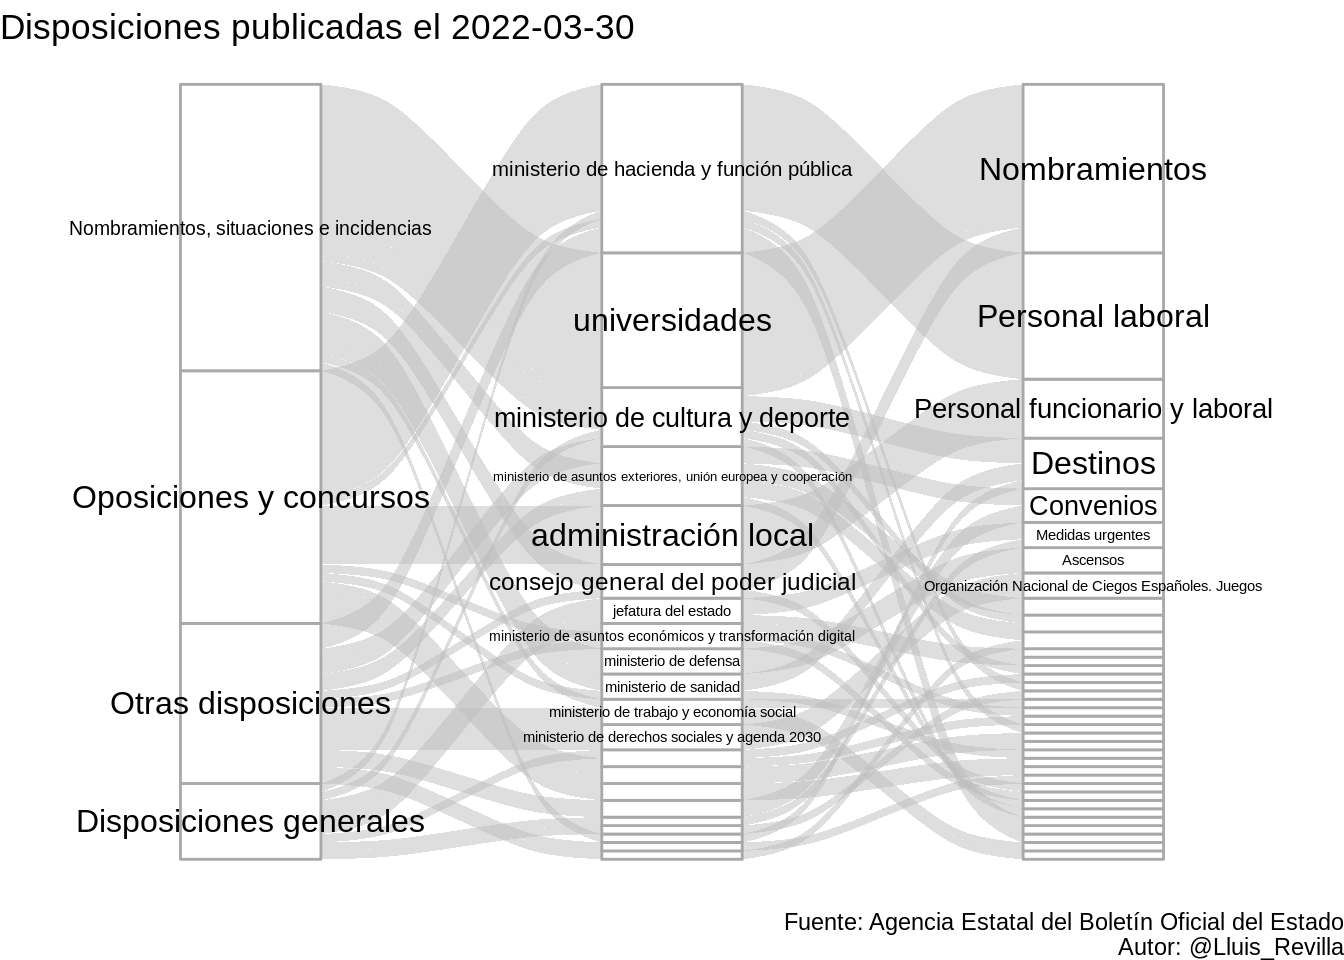 Disposiciones publicadas el 2022-03-30
Nombramientos, situaciones e incidencias
Oposiciones y concursos
Otras disposiciones
Disposiciones generales
ministerio de hacienda y función pública
universidades
ministerio de cultura y deporte
ministerio de asuntos exteriores, unión europea y cooperación
administración local
consejo general del poder judicial
jefatura del estado
ministerio de asuntos económicos y transformación digital
ministerio de defensa
ministerio de sanidad
ministerio de trabajo y economía social
ministerio de derechos sociales y agenda 2030
Nombramientos
Personal laboral
Personal funcionario y laboral
Destinos
Convenios
Medidas urgentes
Ascensos
Organización Nacional de Ciegos Españoles. Juegos
Fuente: Agencia Estatal del Boletín Oficial del Estado
Autor: @Lluis_Revilla